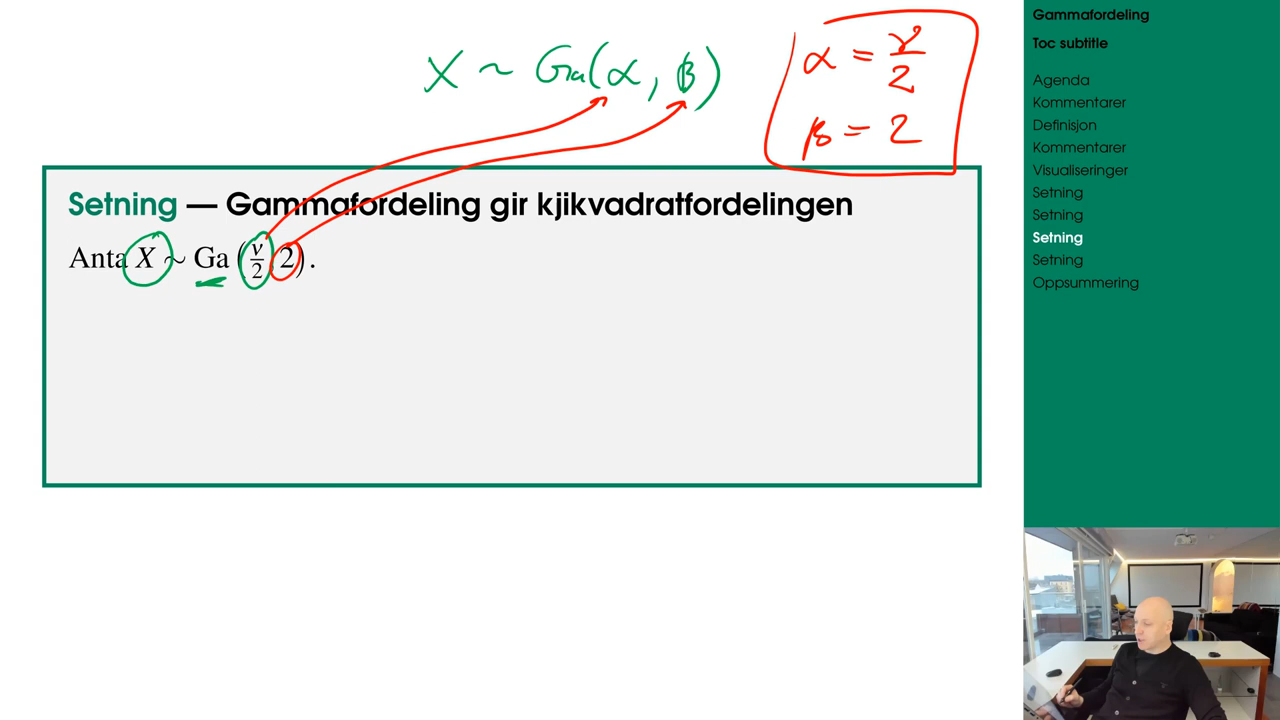 X ~ Ga(α, β)
α = ν/2
β = 2
Setning — Gammafordeling gir kjikvadratfordelingen
Anta X ~ Ga (ν/2, 2).
Gammafordeling
Toc subtitle
Agenda
Kommentarer
Definisjon
Kommentarer
Visualiseringer
Setning
Setning
Setning
Setning
Oppsummering